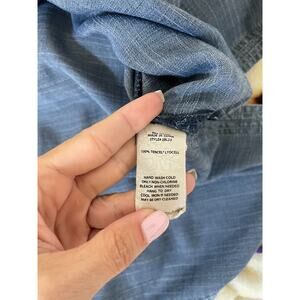 MADE IN CHINA
100% TENCEL LYOCELL
HAND WASH COLD
ONLY NON-CHLORINE
BLEACH WHEN NEEDED
HANG TO DRY
COOL IRON IF NEEDED
MAY BE DRY CLEANED